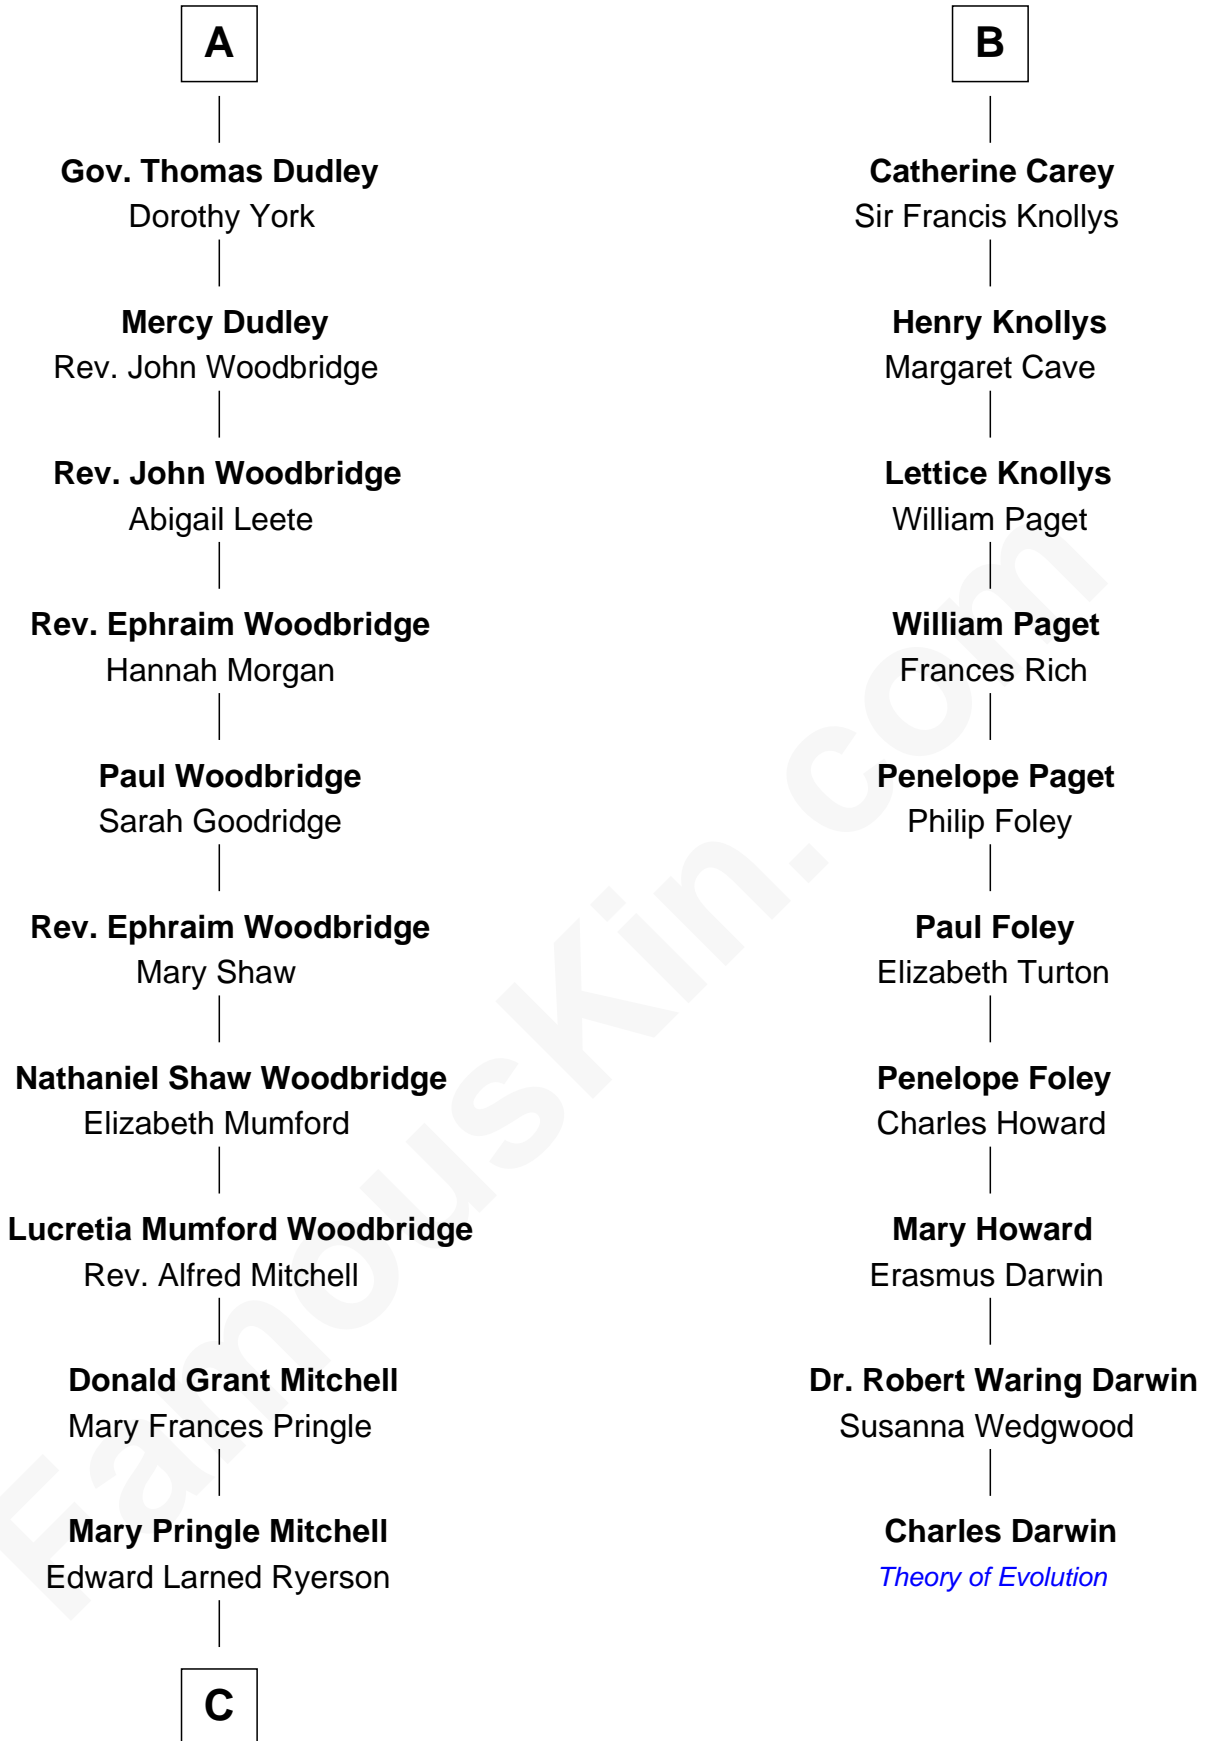 A
Gov. Thomas Dudley
Dorothy York
Mercy Dudley
Rev. John Woodbridge
Rev. John Woodbridge
Abigail Leete
Rev. Ephraim Woodbridge
Hannah Morgan
Paul Woodbridge
Sarah Goodridge
Rev. Ephraim Woodbridge
Mary Shaw
Nathaniel Shaw Woodbridge
Elizabeth Mumford
Lucretia Mumford Woodbridge
Rev. Alfred Mitchell
Donald Grant Mitchell
Mary Frances Pringle
Mary Pringle Mitchell
Edward Larned Ryerson
C
B
Catherine Carey
Sir Francis Knollys
Henry Knollys
Margaret Cave
Lettice Knollys
William Paget
William Paget
Frances Rich
Penelope Paget
Philip Foley
Paul Foley
Elizabeth Turton
Penelope Foley
Charles Howard
Mary Howard
Erasmus Darwin
Dr. Robert Waring Darwin
Susanna Wedgwood
Charles Darwin
Theory of Evolution
FamousKin.com